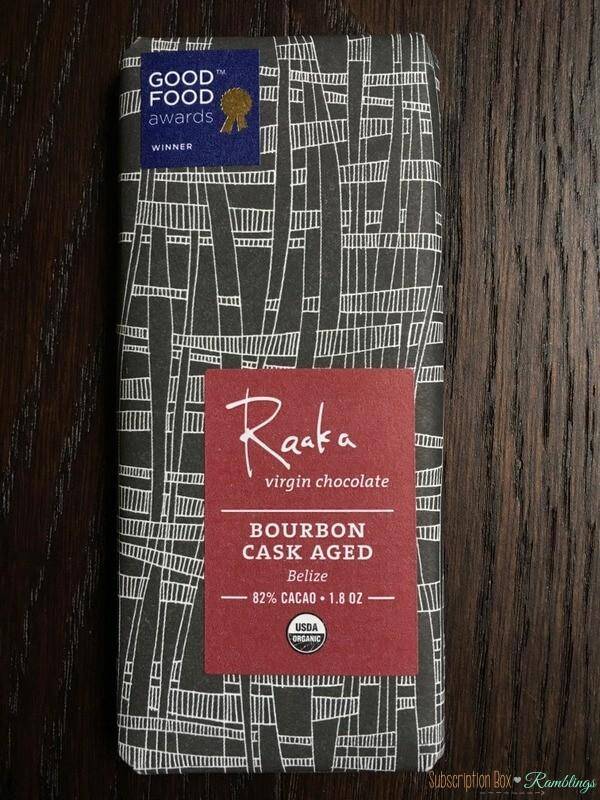 GOOD™
FOOD
awards
WINNER
Raaka
virgin chocolate
BOURBON
CASK AGED
Belize
82% CACAO • 1.8 OZ
USDA
ORGANIC
Subscription Box ♥ Ramblings